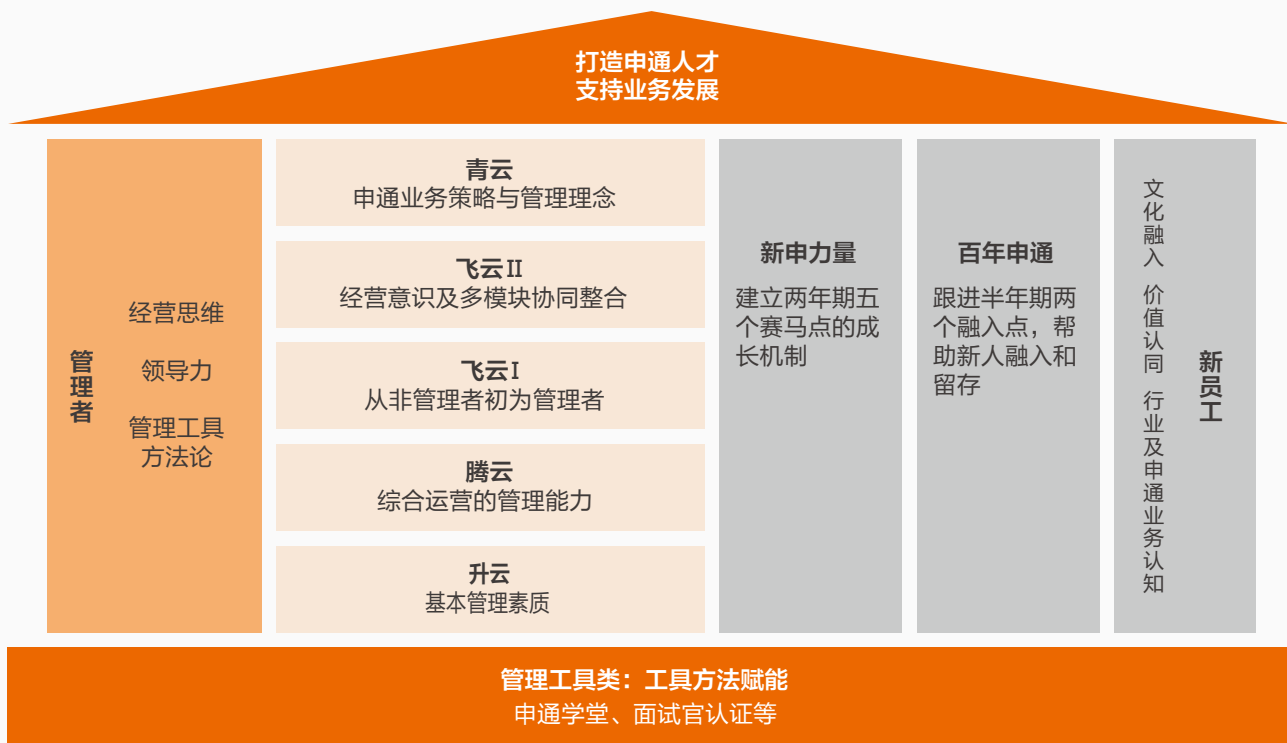 打造申通人才
支持业务发展
管理者
经营思维
领导力
管理工具
方法论
青云
申通业务策略与管理理念
飞云II
经营意识及多模块协同整合
飞云I
从非管理者初为管理者
腾云
综合运营的管理能力
升云
基本管理素质
新申力量
建立两年期五
个赛马点的成
长机制
百年申通
跟进半年期两
个融入点，帮
助新人融入和
留存
文化融入 价值认同 行业及申通业务认知
新员工
管理工具类：工具方法赋能
申通学堂、面试官认证等